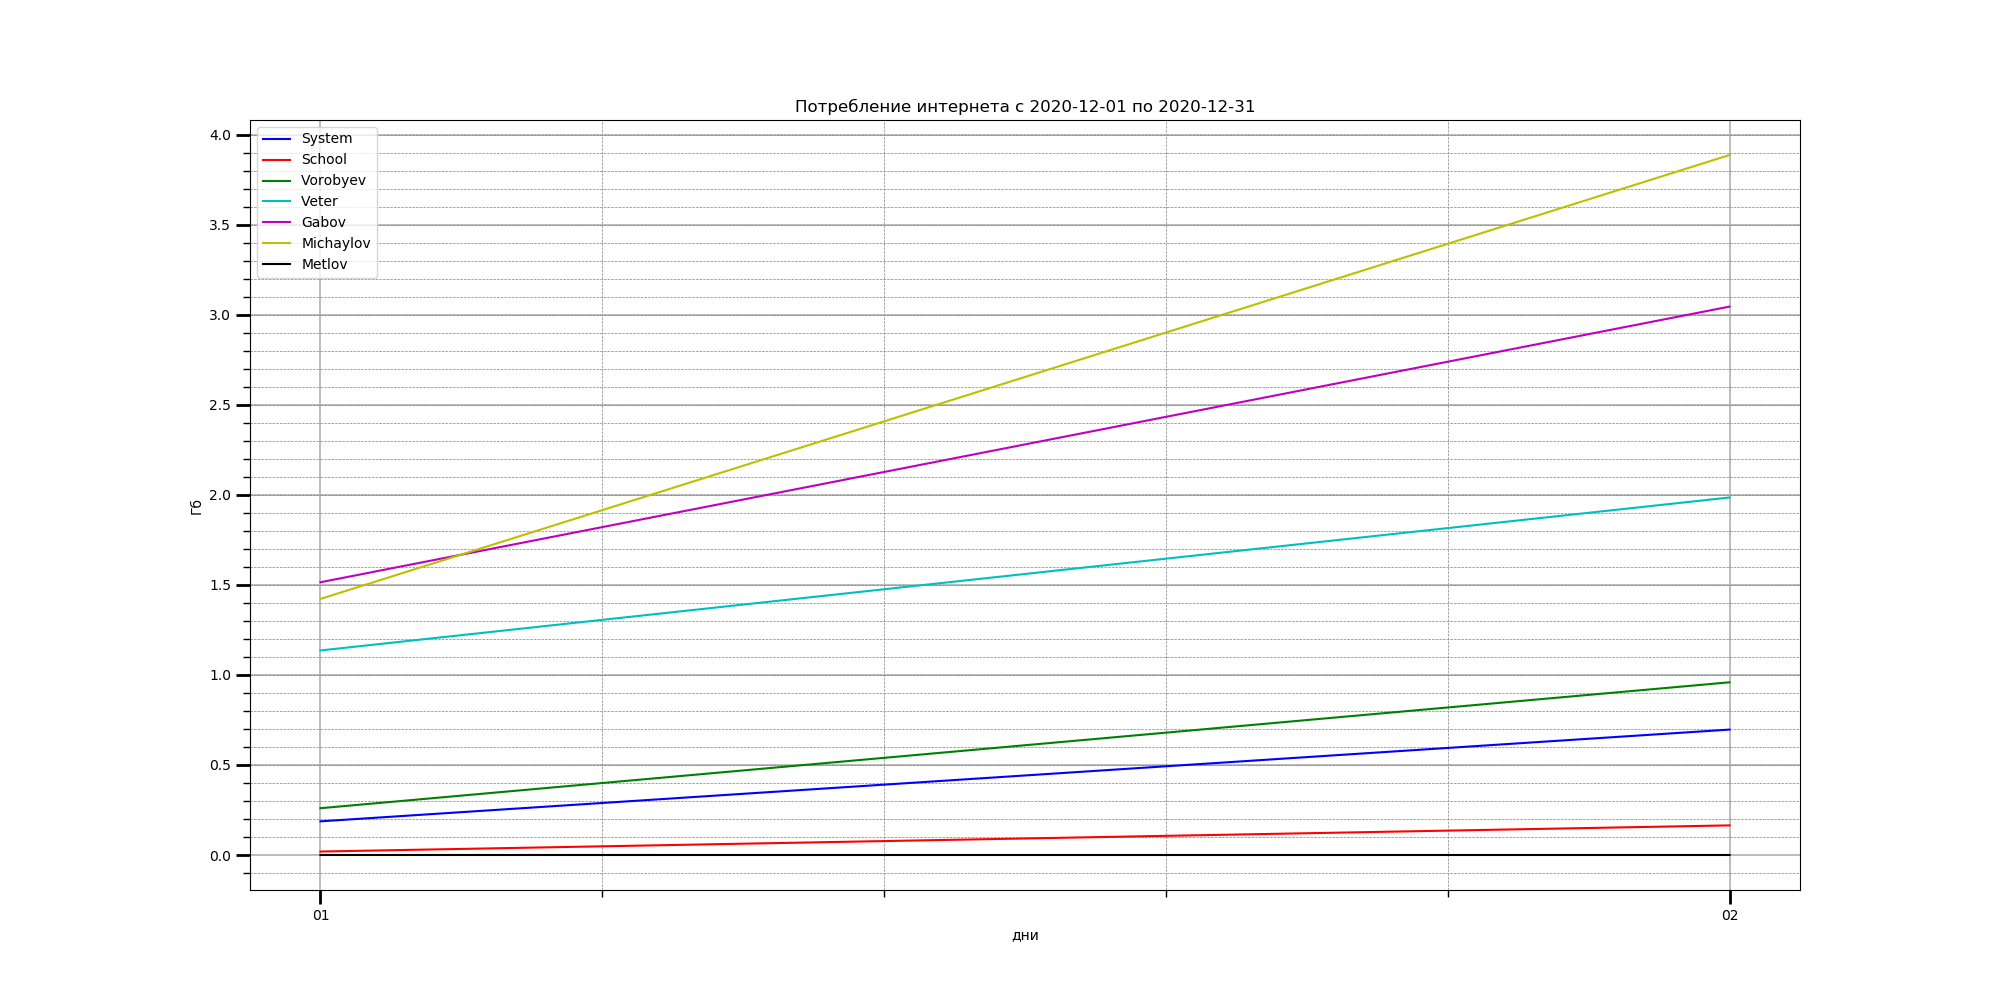 Потребление интернета с 2020-12-01 по 2020-12-31
System
School
Vorobyev
Veter
Gabov
Michaylov
Metlov
4.0
3.5
3.0
2.5
2.0
1.5
1.0
0.5
0.0
Гб
01
02
дни